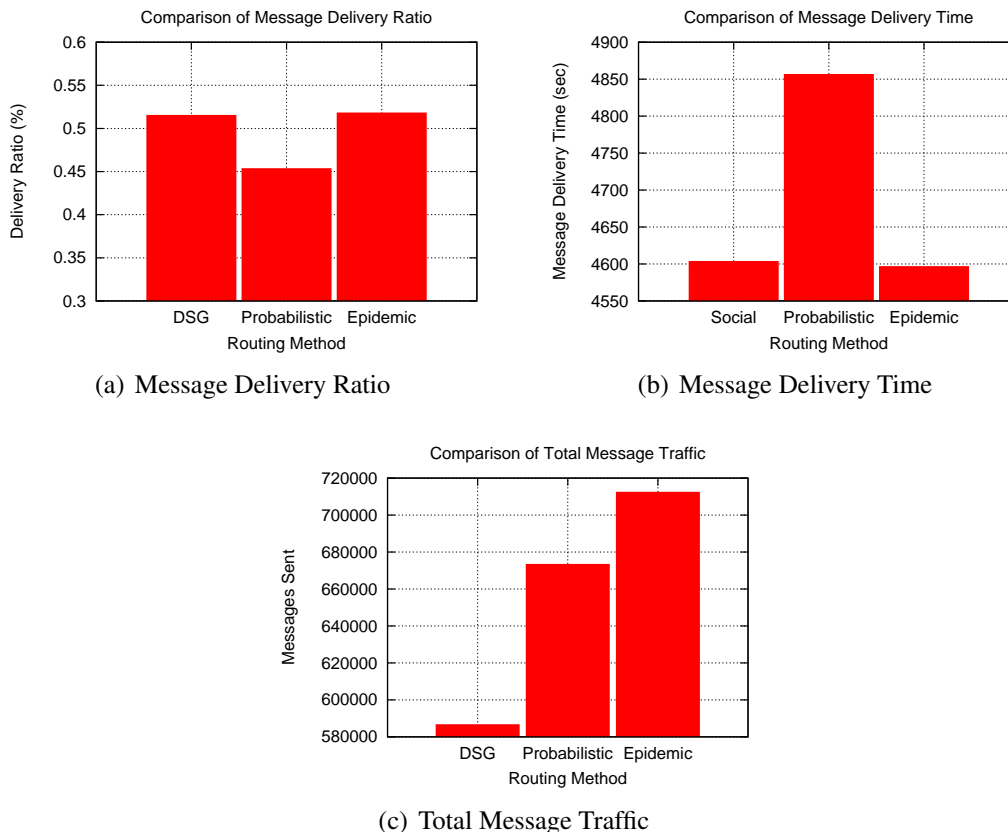 Comparison of Message Delivery Ratio
0.6
0.55
0.5
0.45
0.4
0.35
0.3
Delivery Ratio (%)
DSG Probabilistic Epidemic
Routing Method
(a) Message Delivery Ratio
Comparison of Message Delivery Time
4900
4850
4800
4750
4700
4650
4600
4550
Message Delivery Time (sec)
Social Probabilistic Epidemic
Routing Method
(b) Message Delivery Time
Comparison of Total Message Traffic
720000
700000
680000
660000
640000
620000
600000
580000
Messages Sent
DSG Probabilistic Epidemic
Routing Method
(c) Total Message Traffic